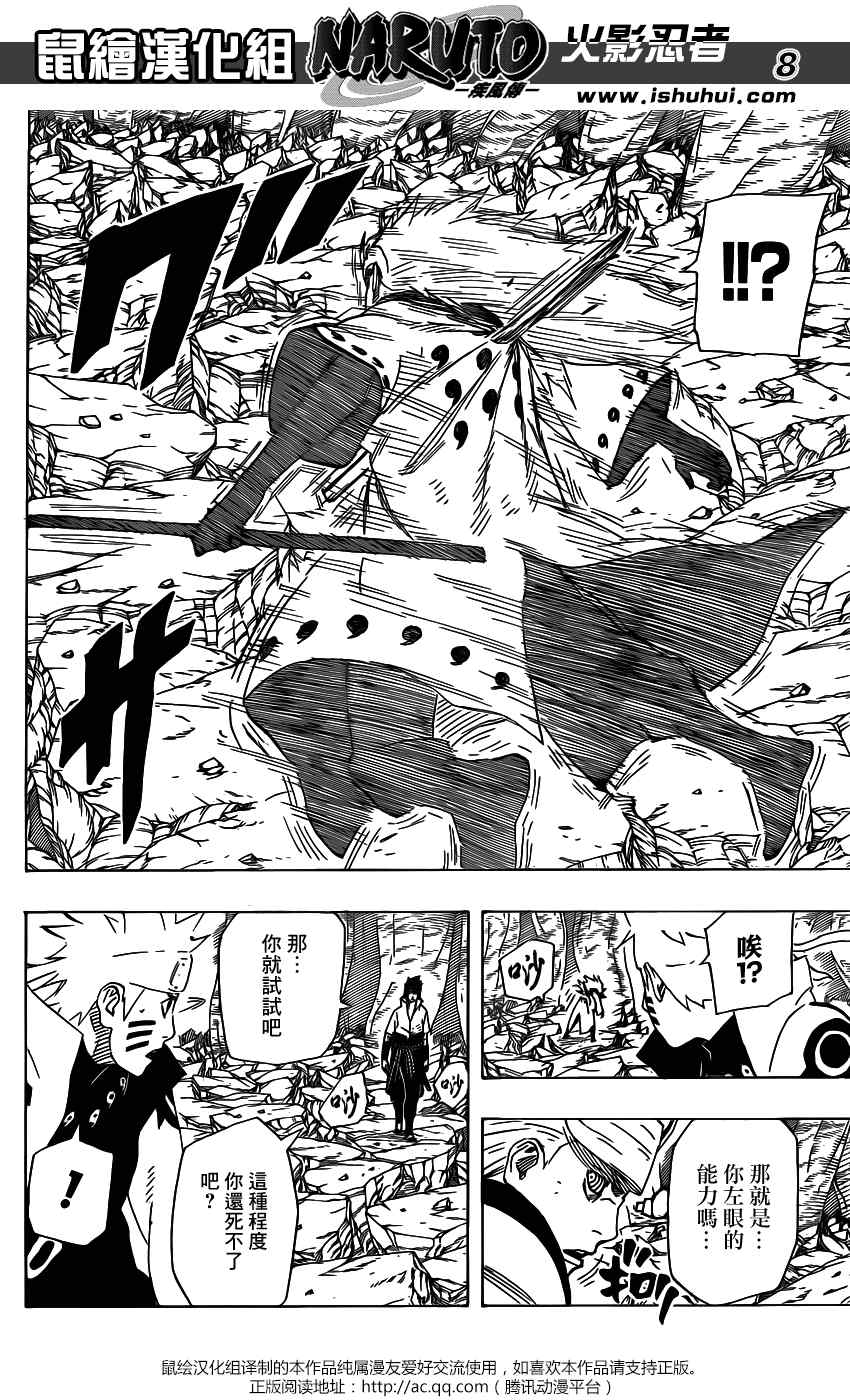 鼠繪漢化組
NARUTO
疾風傳
火影忍者
8
www.ishuhui.com
!!?
グッ
サ
唉
!?
沙
那就是…
你左眼的
能力嗎…
ギロッ
那…
你就試試吧
沙
沙
這種程度
你還死不了
吧?
!
鼠绘汉化组译制的本作品纯属漫友爱好交流使用，如喜欢本作品请支持正版。
正版阅读地址：http://ac.qq.com（腾讯动漫平台）